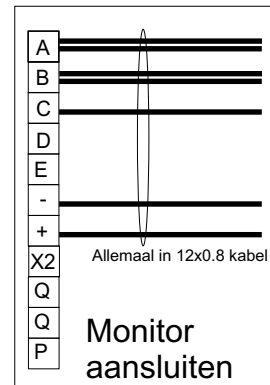 A
B
C
D
E
-
+
X2
Allemaal in 12x0.8 kabel
Q
Q
P
Monitor
aansluiten